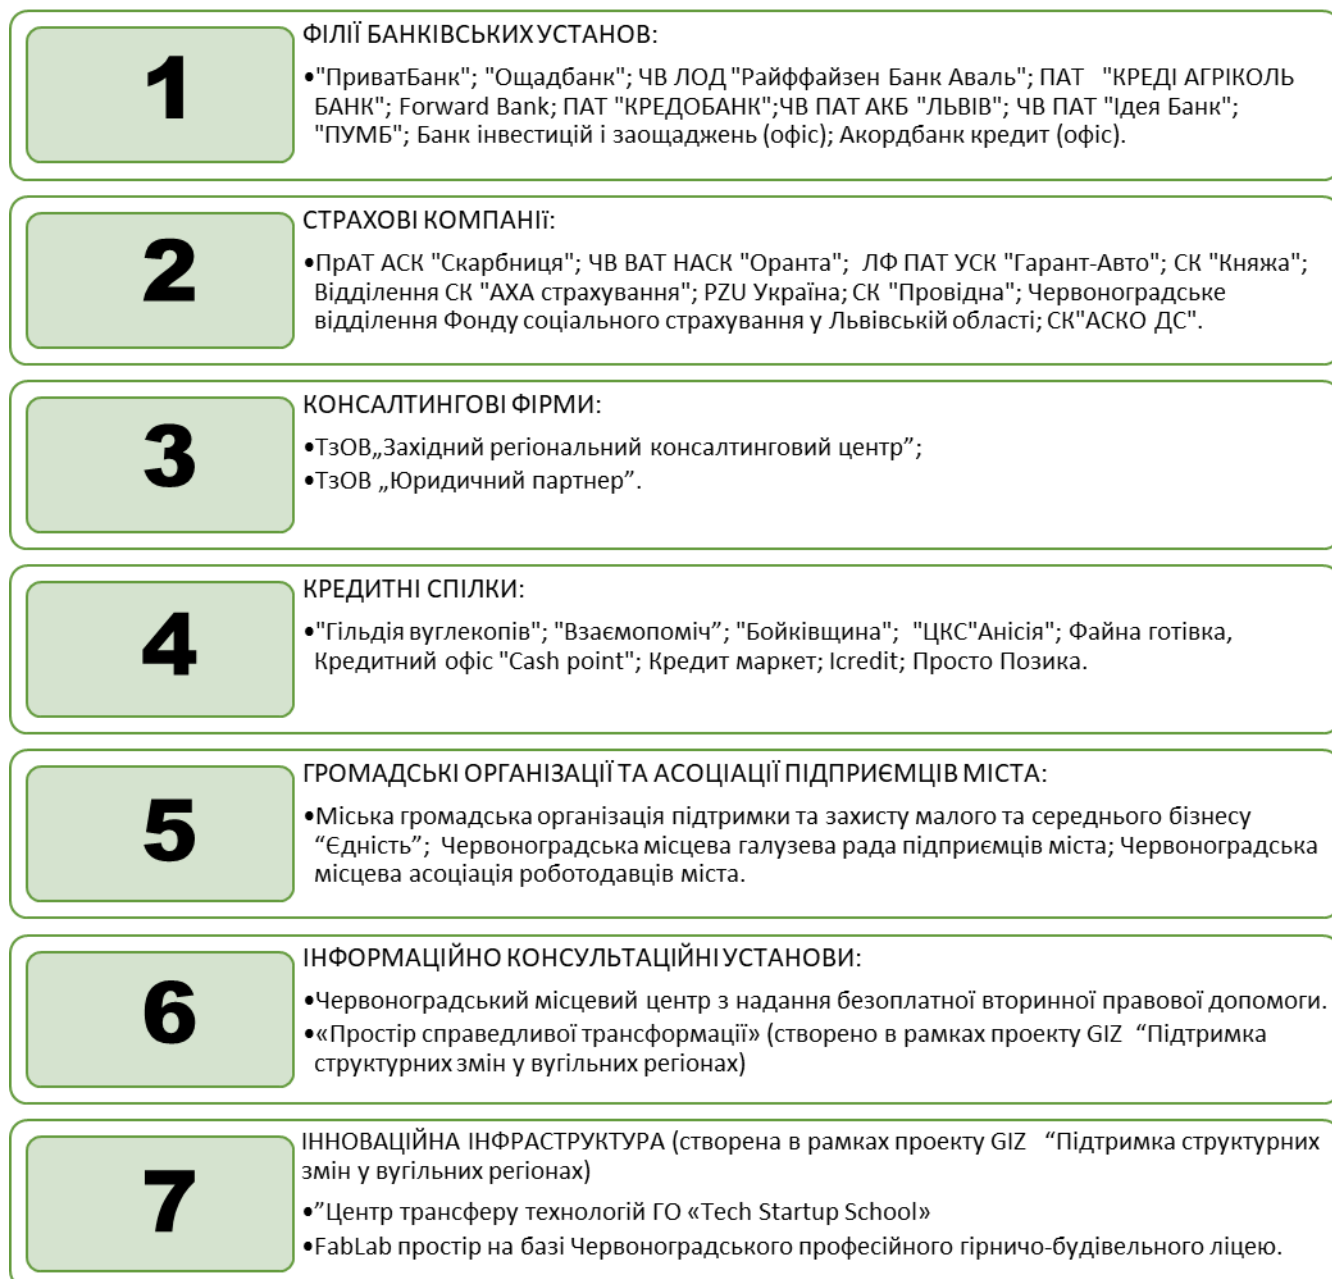 1
ФІЛІЇ БАНКІВСЬКИХ УСТАНОВ:
•"ПриватБанк"; "Ощадбанк"; ЧВ ЛОД "Райффайзен Банк Аваль"; ПАТ "КРЕДІ АГРІКОЛЬ
БАНК"; Forward Bank; ПАТ "КРЕДОБАНК";ЧВ ПАТ АКБ "ЛЬВІВ"; ЧВ ПАТ "Ідея Банк";
"ПУМБ"; Банк інвестицій і заощаджень (офіс); Акордбанк кредит (офіс).
2
СТРАХОВІ КОМПАНІї:
•ПрАТ АСК "Скарбниця"; ЧВ ВАТ НАСК "Оранта"; ЛФ ПАТ УСК "Гарант-Авто"; СК "Княжа";
Відділення СК "АХА страхування"; PZU Україна; СК "Провідна"; Червоноградське
відділення Фонду соціального страхування у Львівській області; СК"АСКО ДС".
3
КОНСАЛТИНГОВІ ФІРМИ:
•ТзОВ„Західний регіональний консалтинговий центр”;
•ТзОВ „Юридичний партнер”.
4
КРЕДИТНІ СПІЛКИ:
•"Гільдія вуглекопів"; "Взаємопоміч”; "Бойківщина"; "ЦКС"Анісія"; Файна готівка,
Кредитний офіс "Cash point"; Кредит маркет; Icredit; Просто Позика.
5
ГРОМАДСЬКІ ОРГАНІЗАЦІЇ ТА АСОЦІАЦІЇ ПІДПРИЄМЦІВ МІСТА:
•Міська громадська організація підтримки та захисту малого та середнього бізнесу
“Єдність”; Червоноградська місцева галузева рада підприємців міста; Червоноградська
місцева асоціація роботодавців міста.
6
ІНФОРМАЦІЙНО КОНСУЛЬТАЦІЙНІ УСТАНОВИ:
•Червоноградський місцевий центр з надання безоплатної вторинної правової допомоги.
•«Простір справедливої трансформації» (створено в рамках проекту GIZ “Підтримка
структурних змін у вугільних регіонах)
7
ІННОВАЦІЙНА ІНФРАСТРУКТУРА (створена в рамках проекту GIZ “Підтримка структурних
змін у вугільних регіонах)
•”Центр трансферу технологій ГО «Tech Startup School»
•FabLab простір на базі Червоноградського професійного гірничо-будівельного ліцею.